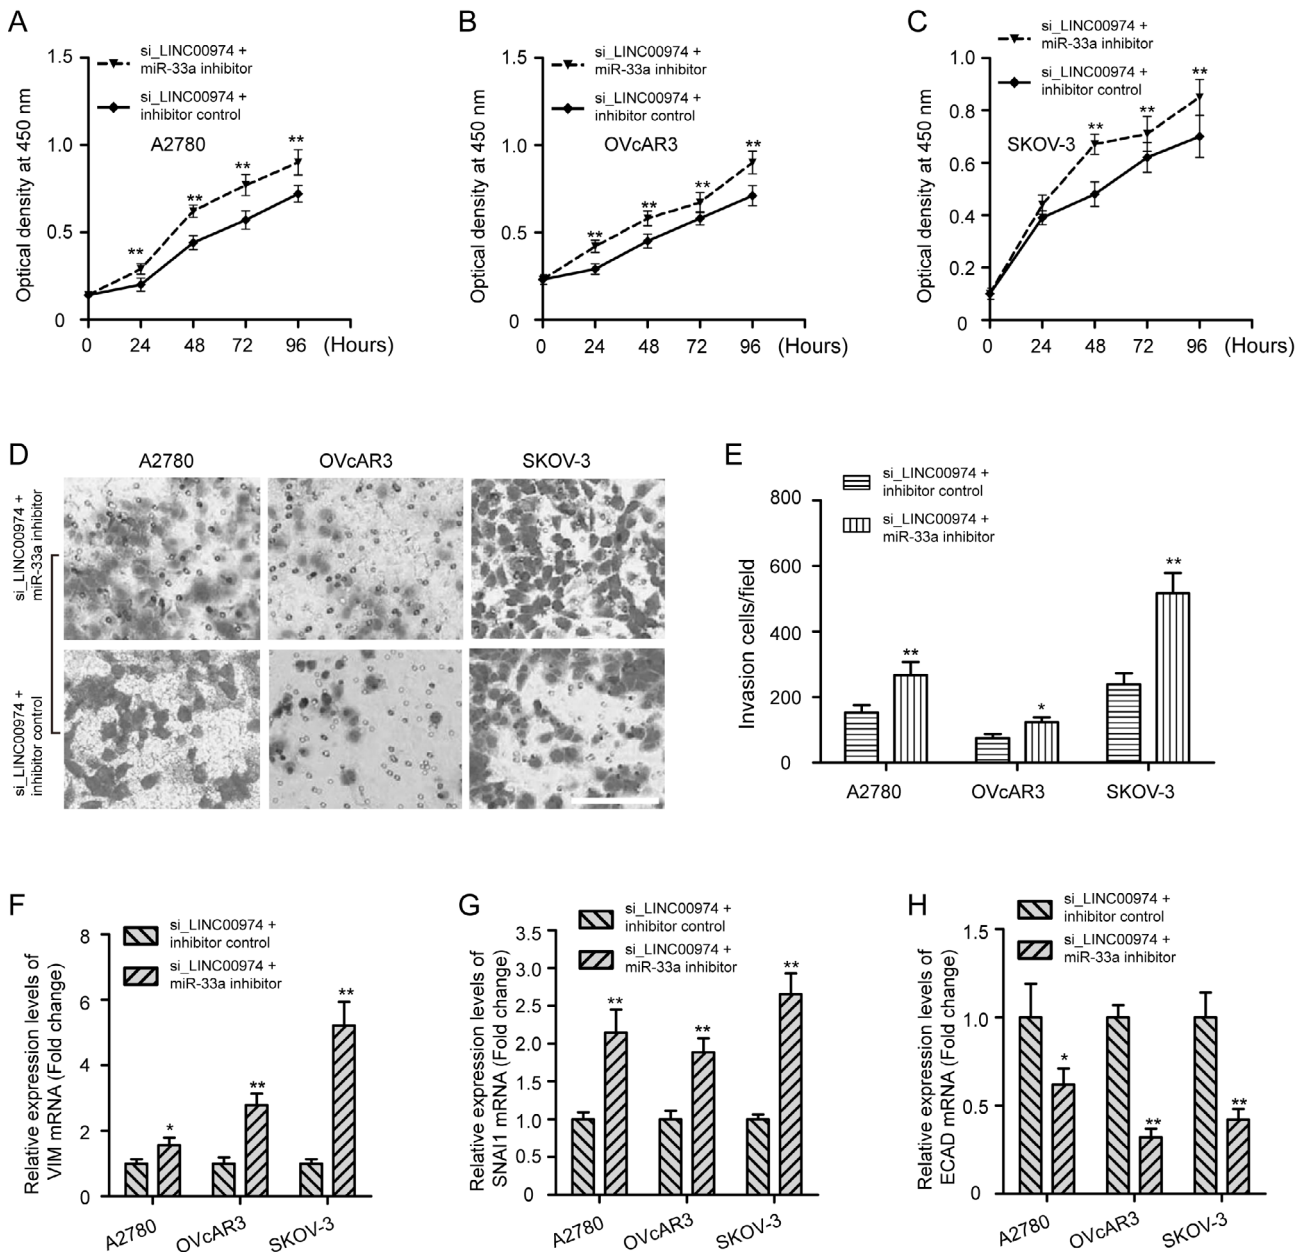 A
si_LINC00974 +
miR-33a inhibitor
si_LINC00974 +
inhibitor control
A2780
Optical density at 450 nm
1.5
1.0
0.5
0
** ** ** **
0 24 48 72 96 (Hours)
B
si_LINC00974 +
miR-33a inhibitor
si_LINC00974 +
inhibitor control
OVcAR3
Optical density at 450 nm
1.5
1.0
0.5
0
** ** ** **
0 24 48 72 96 (Hours)
C
si_LINC00974 +
miR-33a inhibitor
si_LINC00974 +
inhibitor control
SKOV-3
Optical density at 450 nm
1.0
0.8
0.6
0.4
0.2
0
** ** **
0 24 48 72 96 (Hours)
D
A2780 OVcAR3 SKOV-3
si_LINC00974 +
miR-33a inhibitor
si_LINC00974 +
inhibitor control
E
si_LINC00974 +
inhibitor control
si_LINC00974 +
miR-33a inhibitor
Invasion cells/field
800
600
400
200
0
** * **
A2780 OVcAR3 SKOV-3
F
si_LINC00974 +
inhibitor control
si_LINC00974 +
miR-33a inhibitor
Relative expression levels of
VIM mRNA (Fold change)
8
6
4
2
0
* ** **
A2780 OVcAR3 SKOV-3
G
si_LINC00974 +
inhibitor control
si_LINC00974 +
miR-33a inhibitor
Relative expression levels of
SNAI1 mRNA (Fold change)
3.5
3.0
2.5
2.0
1.5
1.0
0.5
0
** ** **
A2780 OVcAR3 SKOV-3
H
si_LINC00974 +
inhibitor control
si_LINC00974 +
miR-33a inhibitor
Relative expression levels of
ECAD mRNA (Fold change)
1.5
1.0
0.5
0
* ** **
A2780 OVcAR3 SKOV-3